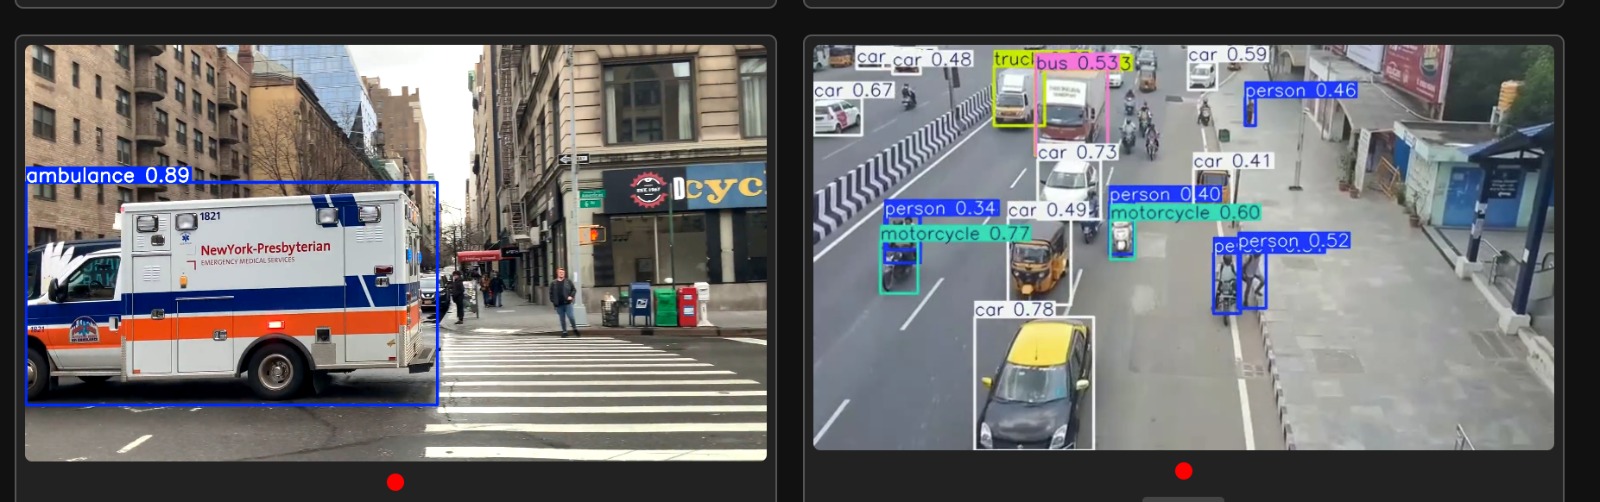 ambulance 0.89
1821
NewYork-Presbyterian
EMERGENCY MEDICAL SERVICES
cyc
car
car 0.48
car 0.67
truck
bus 0.53
3
car 0.59
person 0.46
car 0.73
car 0.41
person 0.40
motorcycle 0.60
person 0.34
motorcycle 0.77
car 0.49
person 0.52
car 0.78